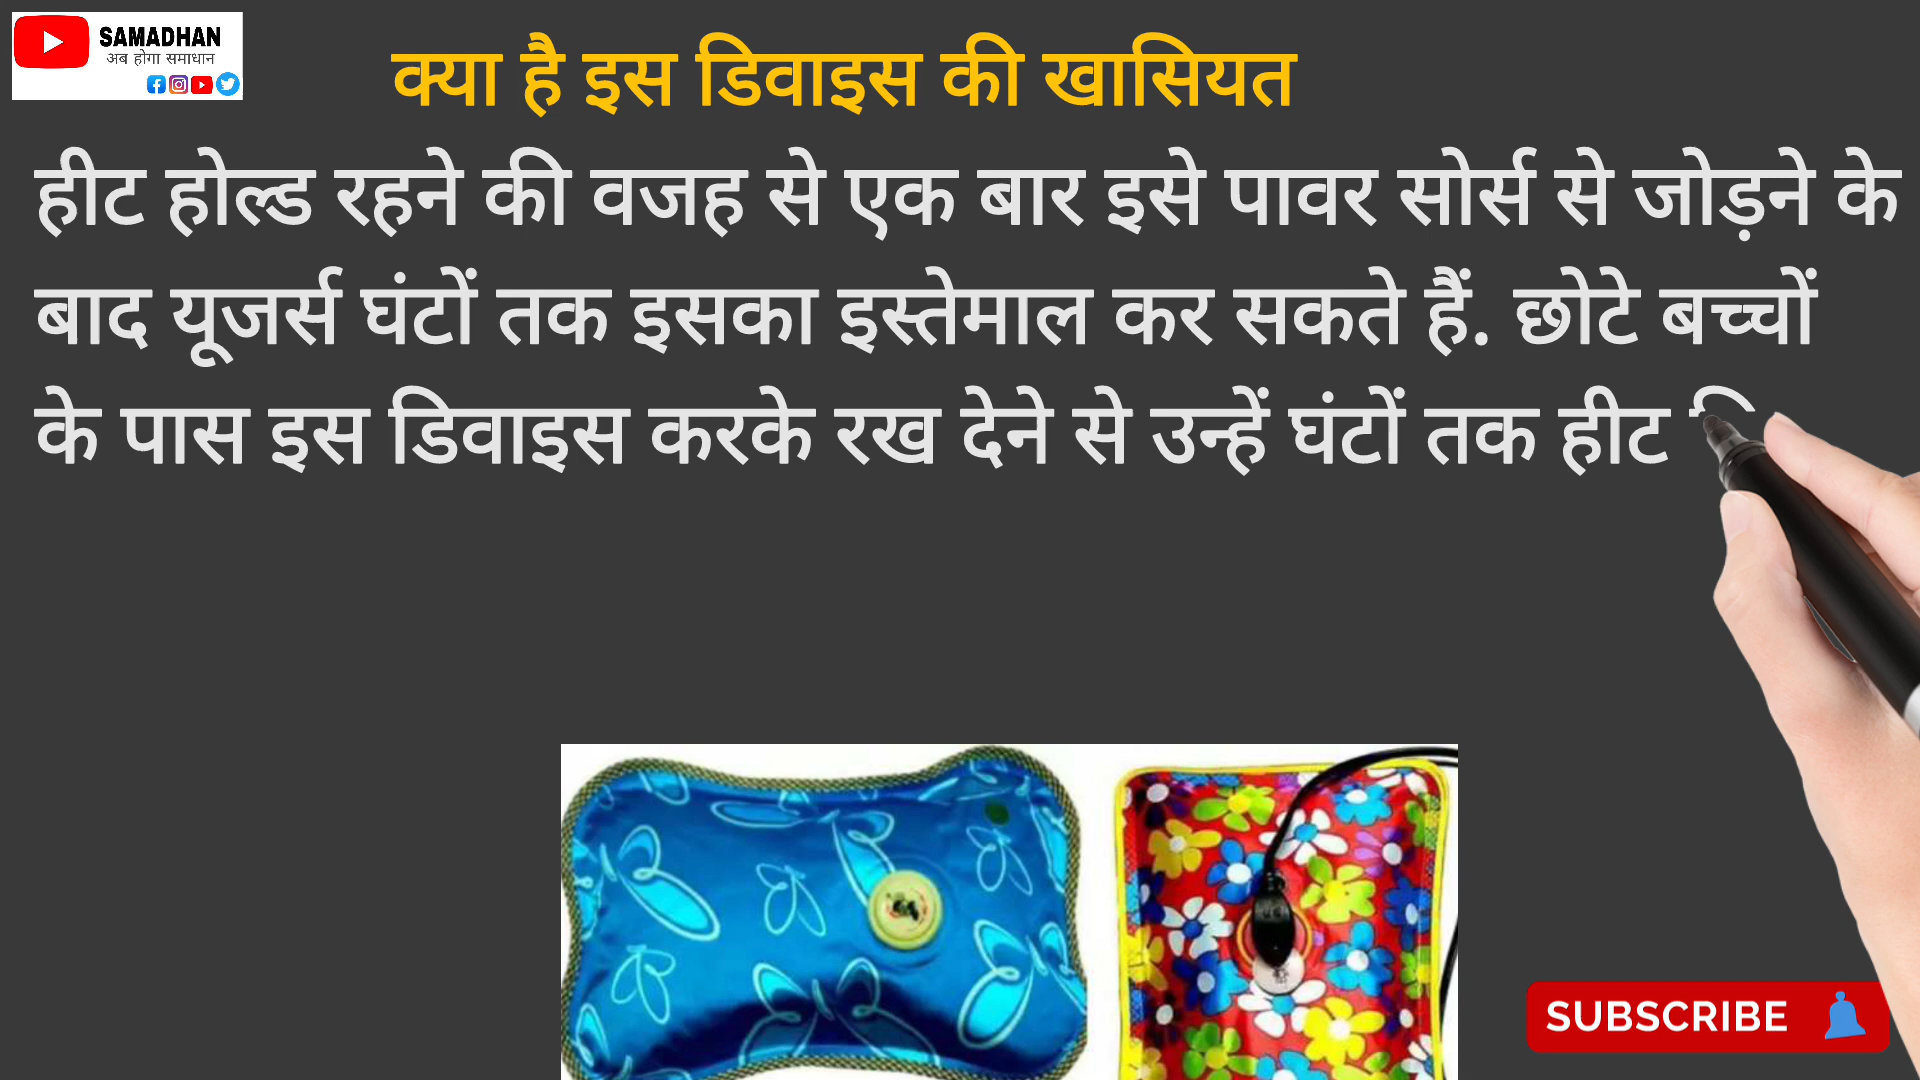 SAMADHAN
अब होगा समाधान
क्या है इस डिवाइस की खासियत
हीट होल्ड रहने की वजह से एक बार इसे पावर सोर्स से जोड़ने के
बाद यूजर्स घंटों तक इसका इस्तेमाल कर सकते हैं. छोटे बच्चों
के पास इस डिवाइस करके रख देने से उन्हें घंटों तक हीट
SUBSCRIBE